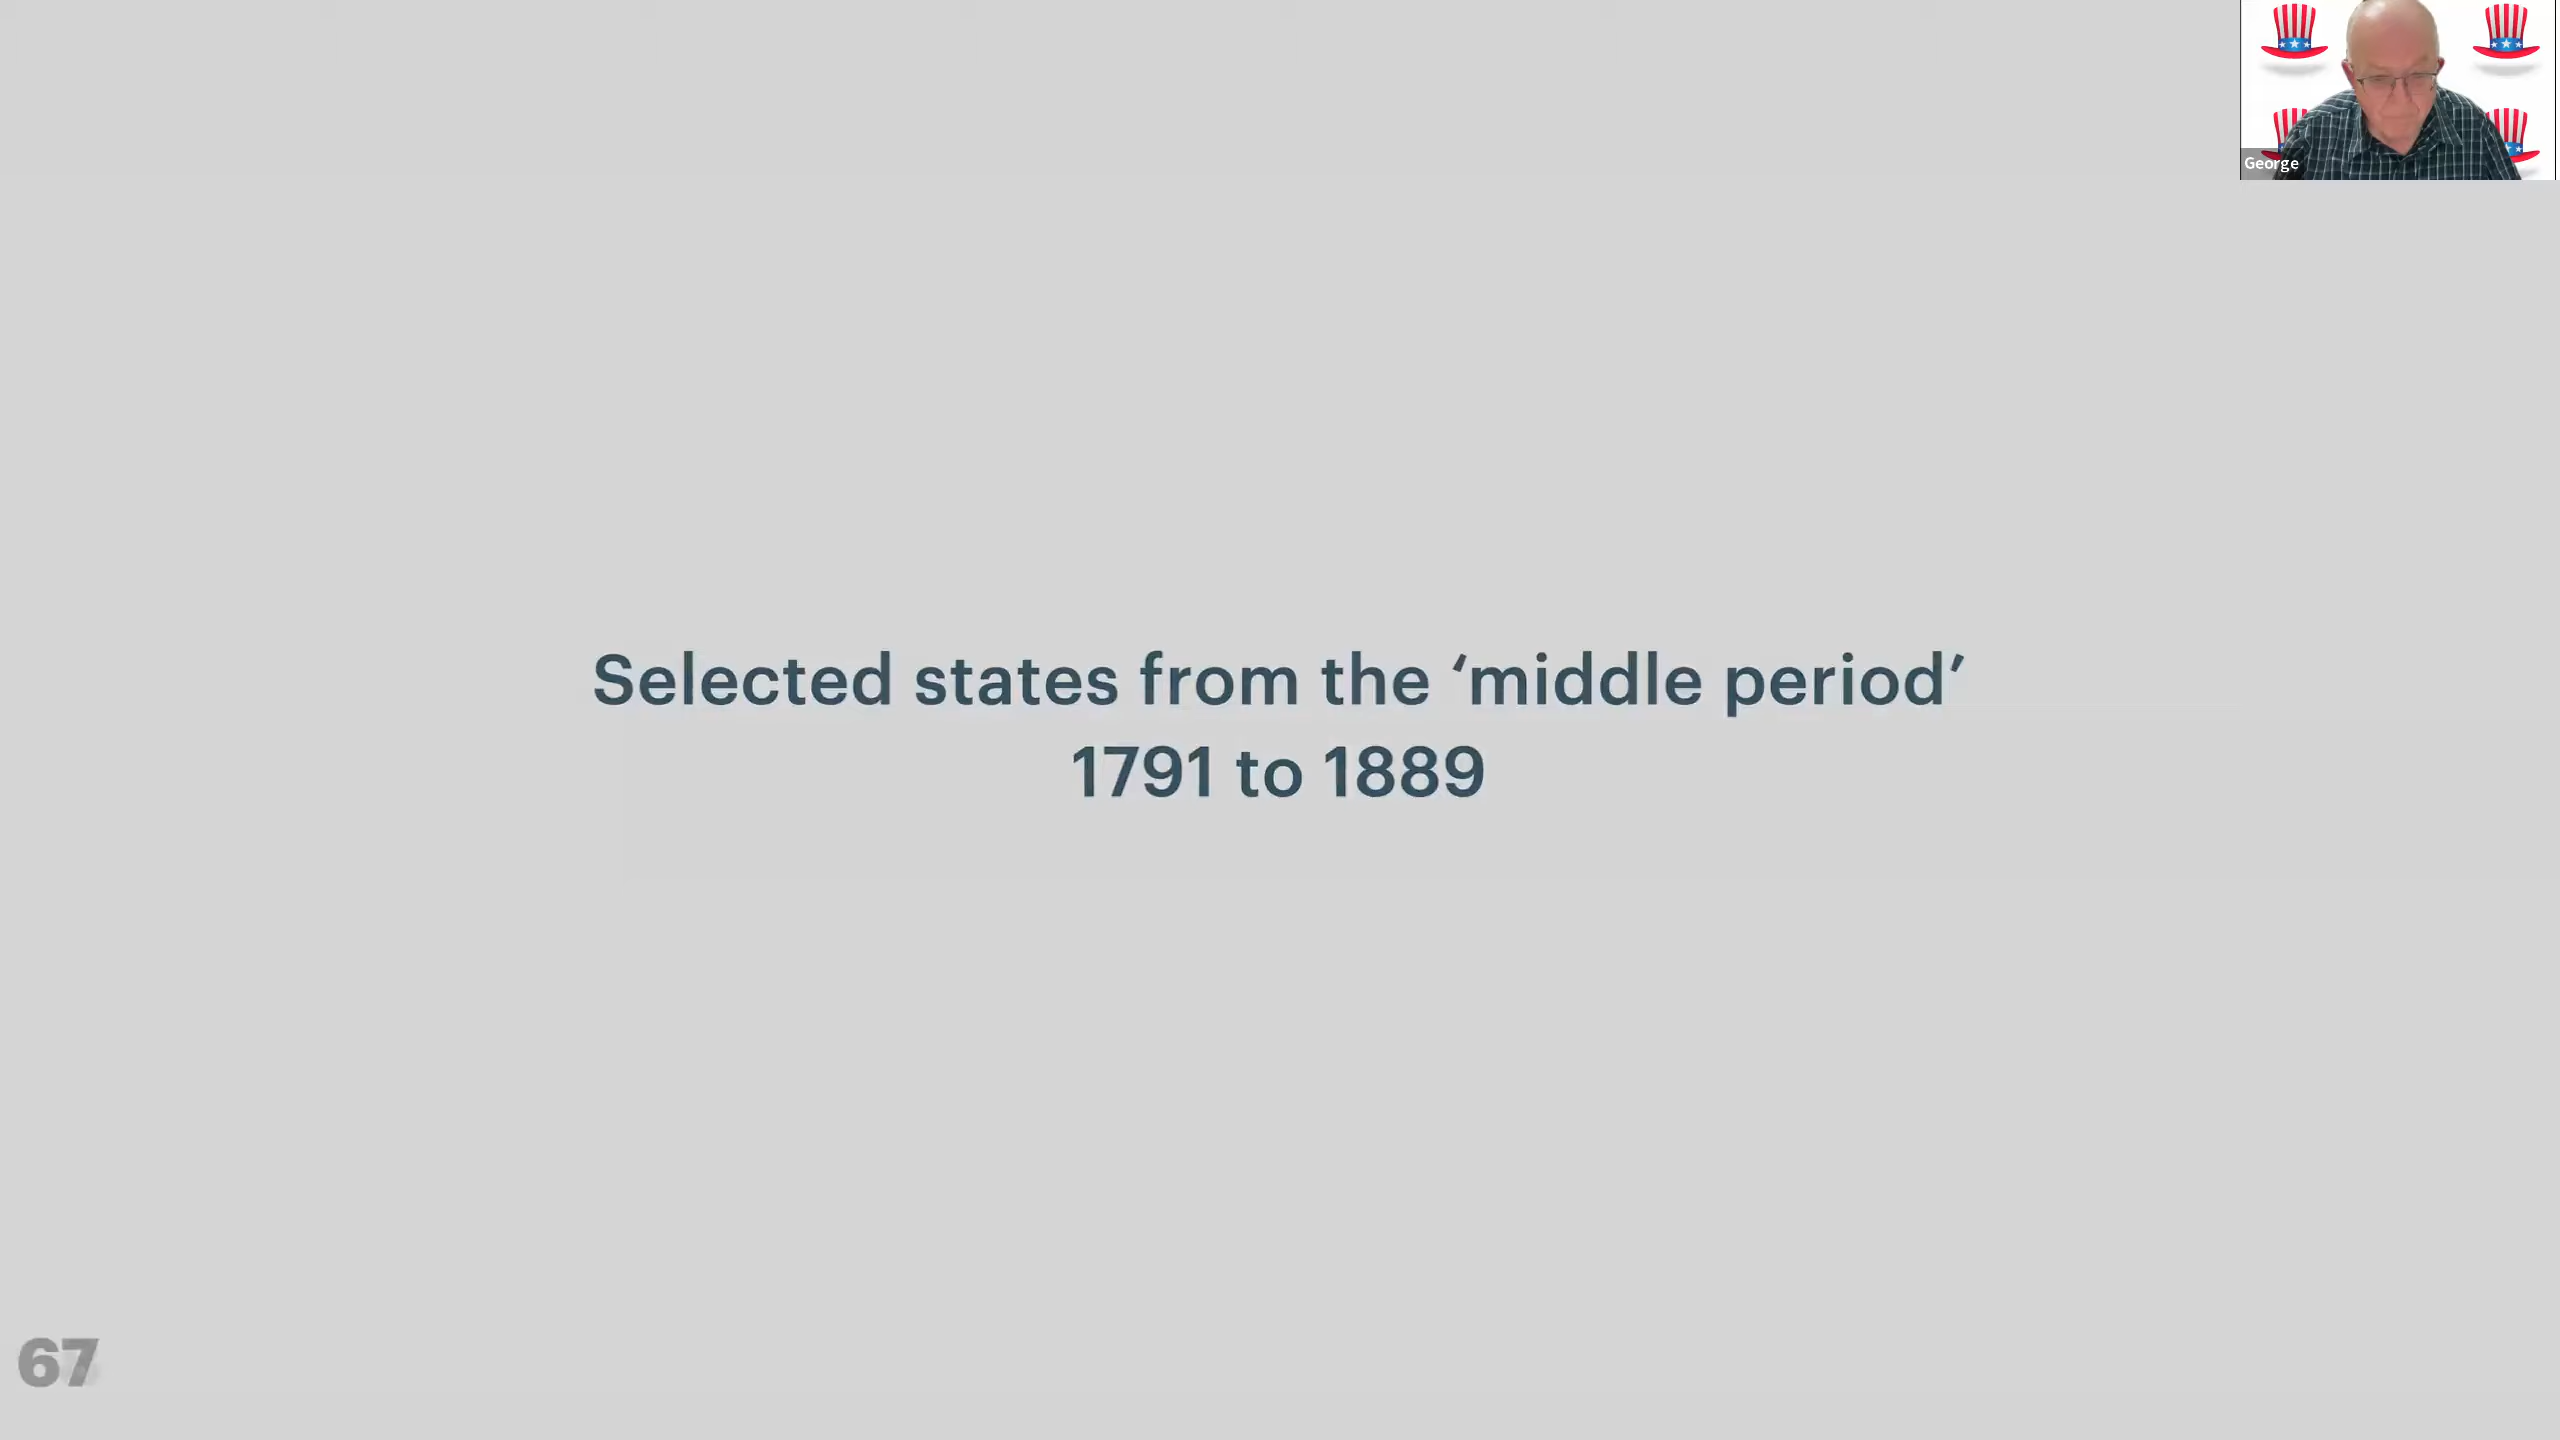 George
Selected states from the ‘middle period’
1791 to 1889
67